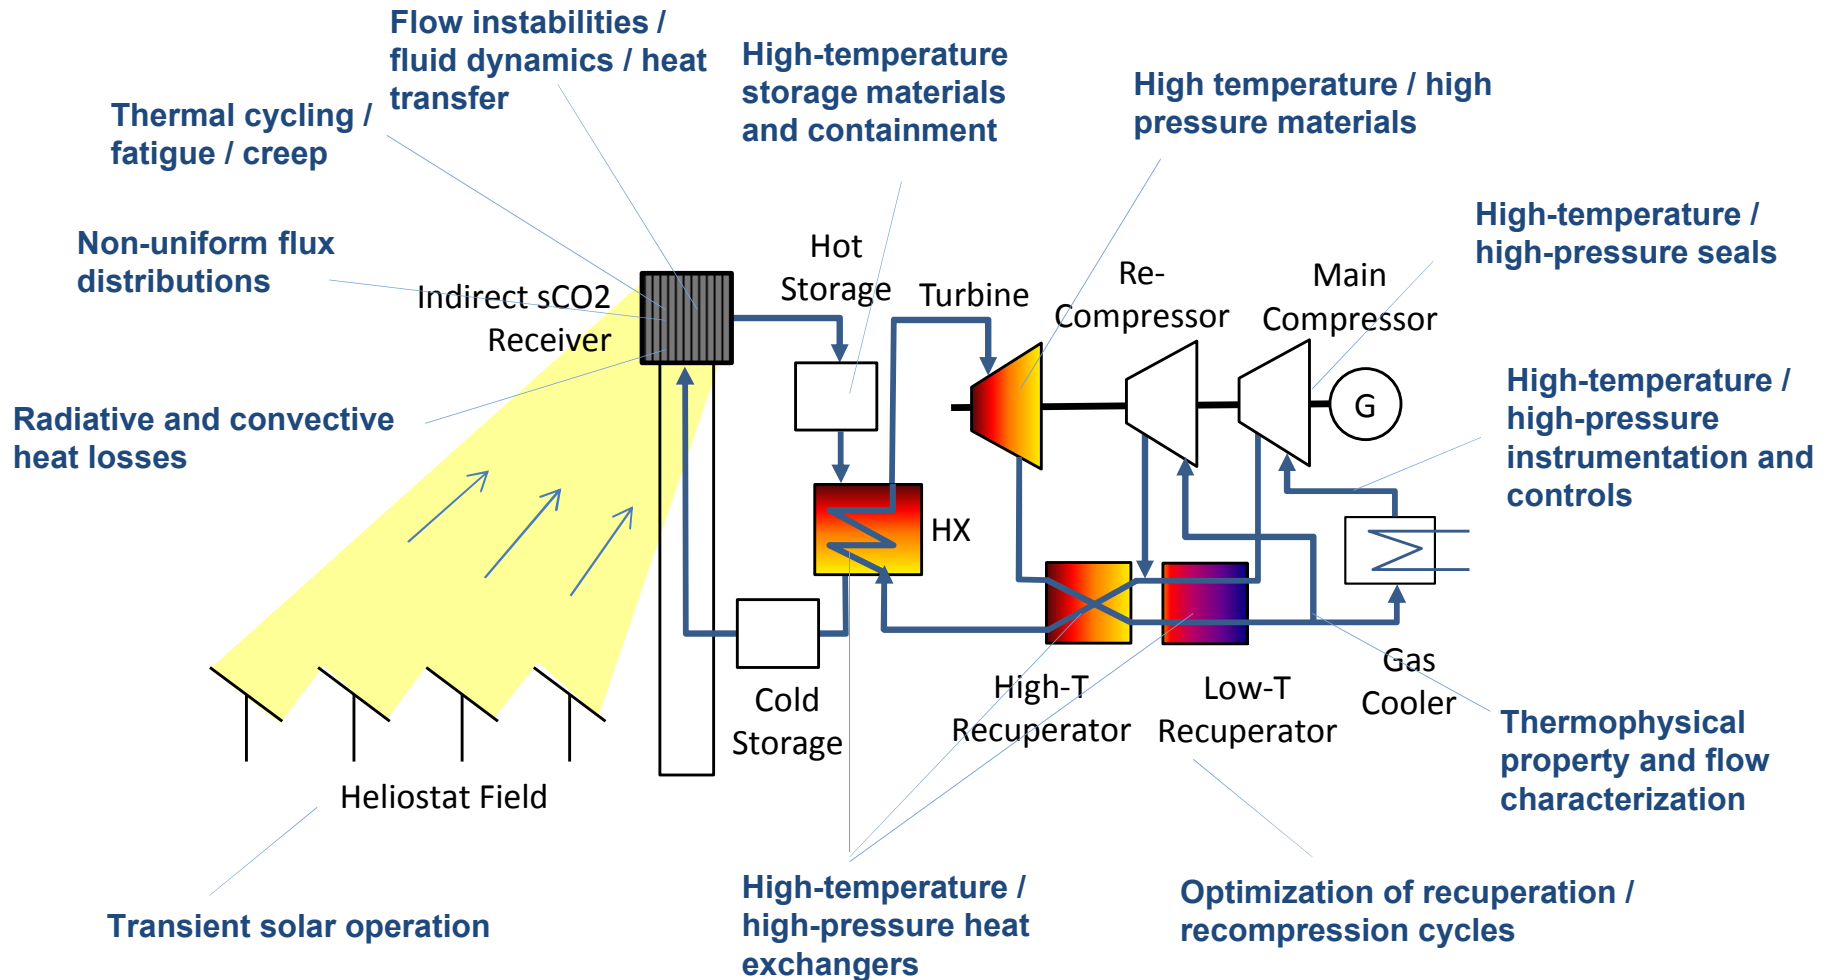 Flow instabilities /
fluid dynamics / heat
transfer
High-temperature
storage materials
and containment
High temperature / high
pressure materials
Thermal cycling /
fatigue / creep
High-temperature /
high-pressure seals
Non-uniform flux
distributions
Hot
Storage
Re-
Compressor
Main
Compressor
Turbine
Indirect sCO2
Receiver
High-temperature /
high-pressure
instrumentation and
controls
G
Radiative and convective
heat losses
HX
Cold
Storage
High-T
Recuperator
Low-T
Recuperator
Gas
Cooler
Thermophysical
property and flow
characterization
Heliostat Field
Transient solar operation
High-temperature /
high-pressure heat
exchangers
Optimization of recuperation /
recompression cycles